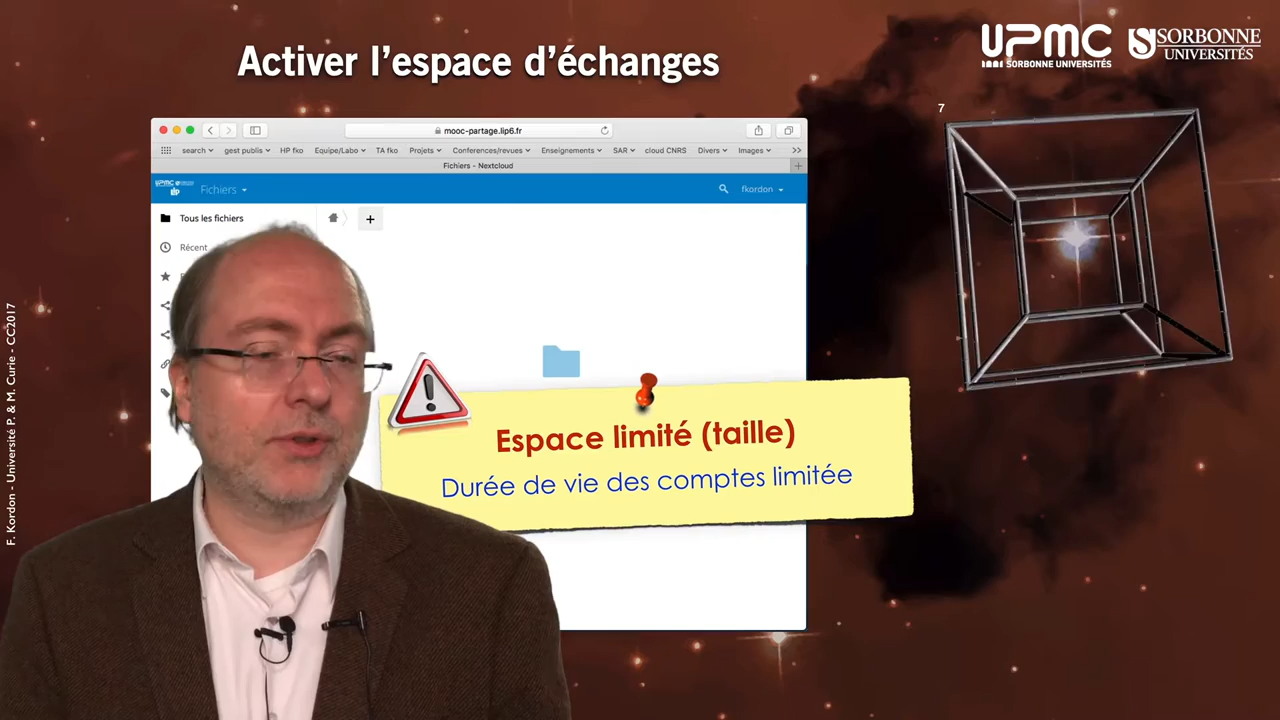 Activer l'espace d'échanges
UPMC
SORBONNE UNIVERSITÉS
SORBONNE
UNIVERSITÉS
7
mooc-partage.lip6.fr
search gest publis HP fko Equipe/Labo TA fko Projets Conferences/revues Enseignements SAR cloud CNRS Divers Images
Fichiers - Nextcloud
UPMC
Fichiers
fkordon
Tous les fichiers
Récent
Espace limité (taille)
Durée de vie des comptes limitée
F. Kordon - Université P. & M. Curie - CC2017